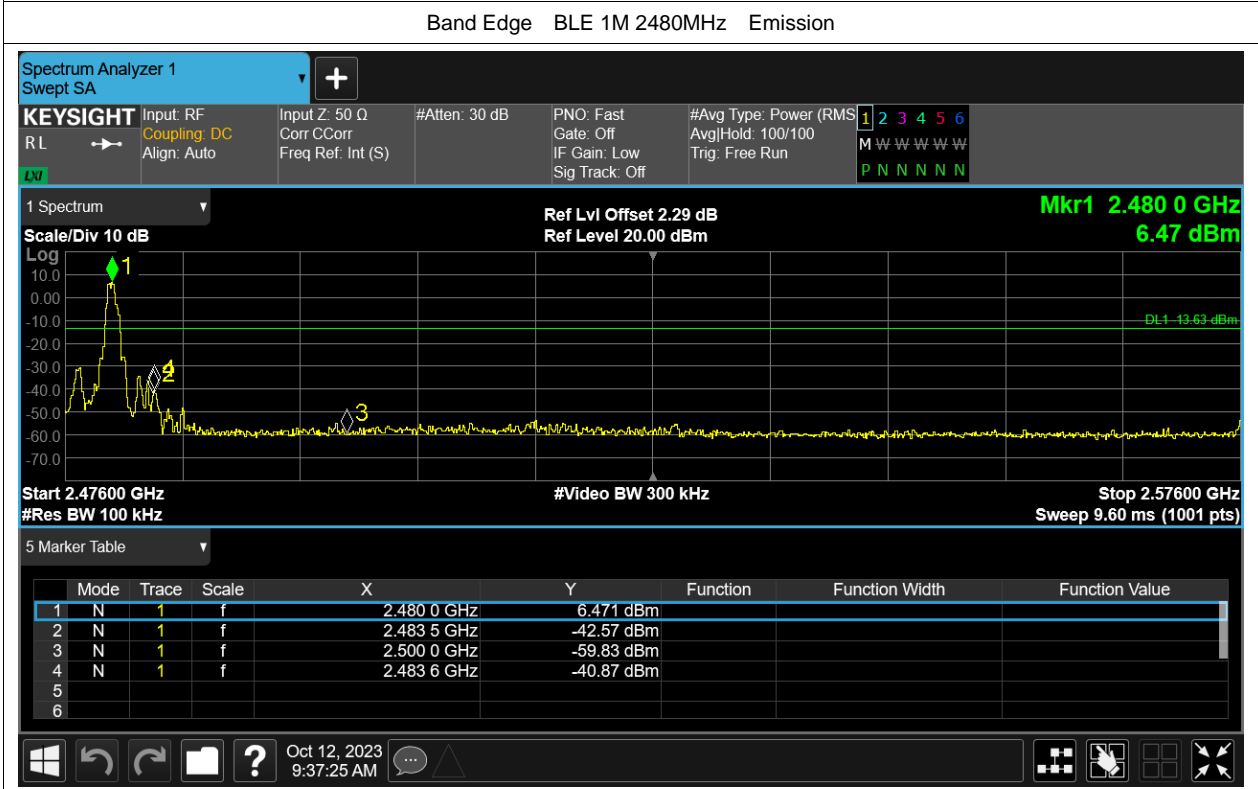 Band Edge BLE 1M 2480MHz Emission
Spectrum Analyzer 1
Swept SA
+
KEYSIGHT
RL
LXI
Input: RF
Coupling: DC
Align: Auto
Input Z: 50 Ω
Corr CCorr
Freq Ref: Int (S)
#Atten: 30 dB
PNO: Fast
Gate: Off
IF Gain: Low
Sig Track: Off
#Avg Type: Power (RMS
Avg|Hold: 100/100
Trig: Free Run
1 2 3 4 5 6
M W W W W W
P N N N N N
1 Spectrum
Scale/Div 10 dB
Ref Lvl Offset 2.29 dB
Ref Level 20.00 dBm
Mkr1 2.480 0 GHz
6.47 dBm
Log
10.0
0.00
-10.0
-20.0
-30.0
-40.0
-50.0
-60.0
-70.0
1
2
3
DL1 -13.63 dBm
Start 2.47600 GHz
#Res BW 100 kHz
#Video BW 300 kHz
Stop 2.57600 GHz
Sweep 9.60 ms (1001 pts)
5 Marker Table
Mode Trace Scale X Y Function Function Width Function Value
1 N 1 f 2.480 0 GHz 6.471 dBm
2 N 1 f 2.483 5 GHz -42.57 dBm
3 N 1 f 2.500 0 GHz -59.83 dBm
4 N 1 f 2.483 6 GHz -40.87 dBm
5
6
?
Oct 12, 2023
9:37:25 AM